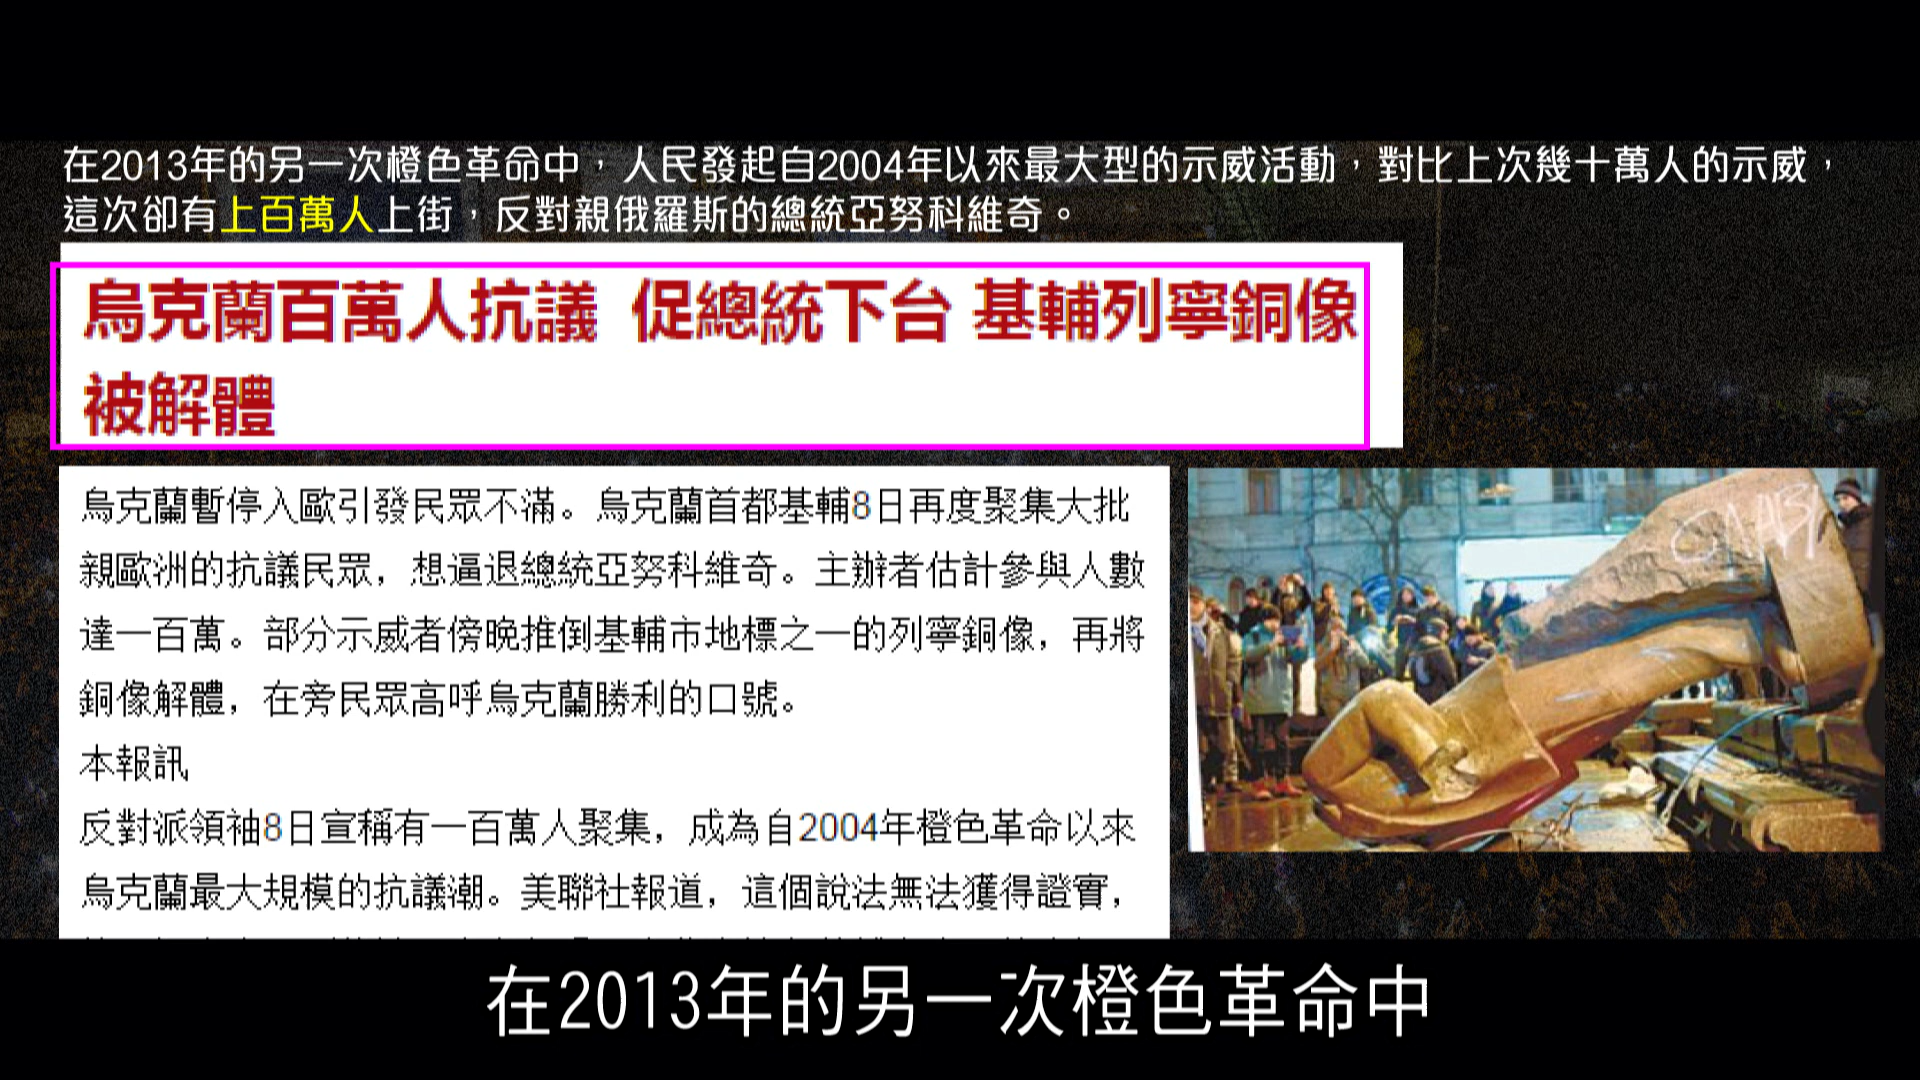 在2013年的另一次橙色革命中，人民發起自2004年以來最大型的示威活動，對比上次幾十萬人的示威，
這次卻有上百萬人上街，反對親俄羅斯的總統亞努科維奇。
烏克蘭百萬人抗議 促總統下台 基輔列寧銅像
被解體
烏克蘭暫停入歐引發民眾不滿。烏克蘭首都基輔8日再度聚集大批
親歐洲的抗議民眾，想逼退總統亞努科維奇。主辦者估計參與人數
達一百萬。部分示威者傍晚推倒基輔市地標之一的列寧銅像，再將
銅像解體，在旁民眾高呼烏克蘭勝利的口號。
本報訊
反對派領袖8日宣稱有一百萬人聚集，成為自2004年橙色革命以來
烏克蘭最大規模的抗議潮。美聯社報道，這個說法無法獲得證實，
在2013年的另一次橙色革命中